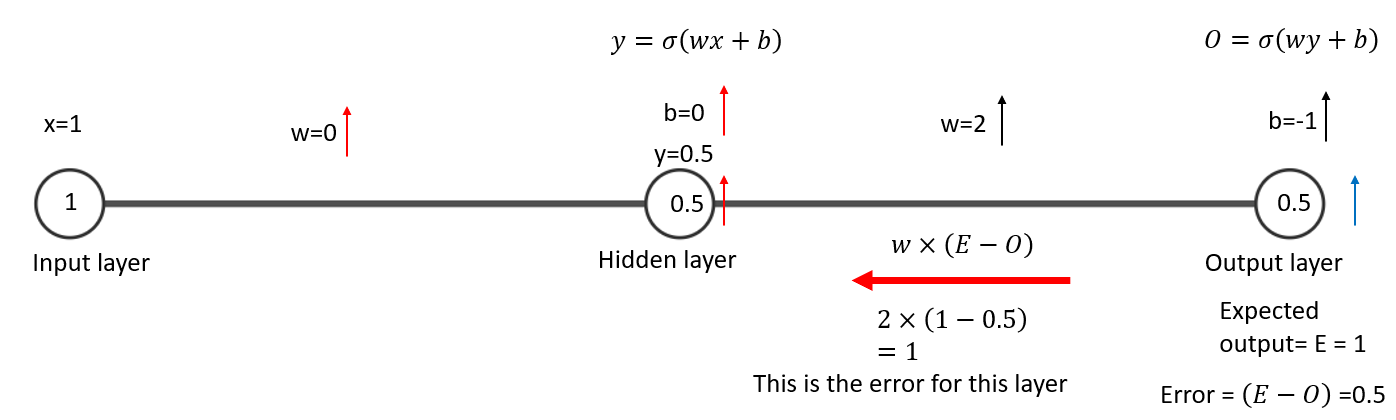 y = σ(wx + b)
O = σ(wy + b)
x=1
w=0
b=0
y=0.5
w=2
b=-1
1
0.5
0.5
Input layer
Hidden layer
w × (E − O)
2 × (1 − 0.5)
= 1
This is the error for this layer
Output layer
Expected
output= E = 1
Error = (E − O) =0.5